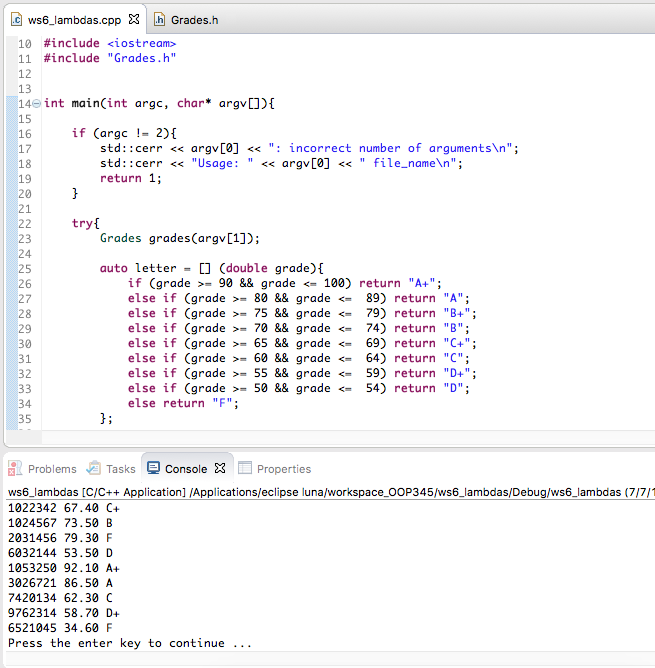 ws6_lambdas.cpp Grades.h
10 #include <iostream>
11 #include "Grades.h"
12
13
14 int main(int argc, char* argv[]){
15
16 if (argc != 2){
17 std::cerr << argv[0] << ": incorrect number of arguments\n";
18 std::cerr << "Usage: " << argv[0] << " file_name\n";
19 return 1;
20 }
21
22 try{
23 Grades grades(argv[1]);
24
25 auto letter = [] (double grade){
26 if (grade >= 90 && grade <= 100) return "A+";
27 else if (grade >= 80 && grade <= 89) return "A";
28 else if (grade >= 75 && grade <= 79) return "B+";
29 else if (grade >= 70 && grade <= 74) return "B";
30 else if (grade >= 65 && grade <= 69) return "C+";
31 else if (grade >= 60 && grade <= 64) return "C";
32 else if (grade >= 55 && grade <= 59) return "D+";
33 else if (grade >= 50 && grade <= 54) return "D";
34 else return "F";
35 };
Problems Tasks Console Properties
ws6_lambdas [C/C++ Application] /Applications/eclipse luna/workspace_OOP345/ws6_lambdas/Debug/ws6_lambdas (7/7/1
1022342 67.40 C+
1024567 73.50 B
2031456 79.30 F
6032144 53.50 D
1053250 92.10 A+
3026721 86.50 A
7420134 62.30 C
9762314 58.70 D+
6521045 34.60 F
Press the enter key to continue ...